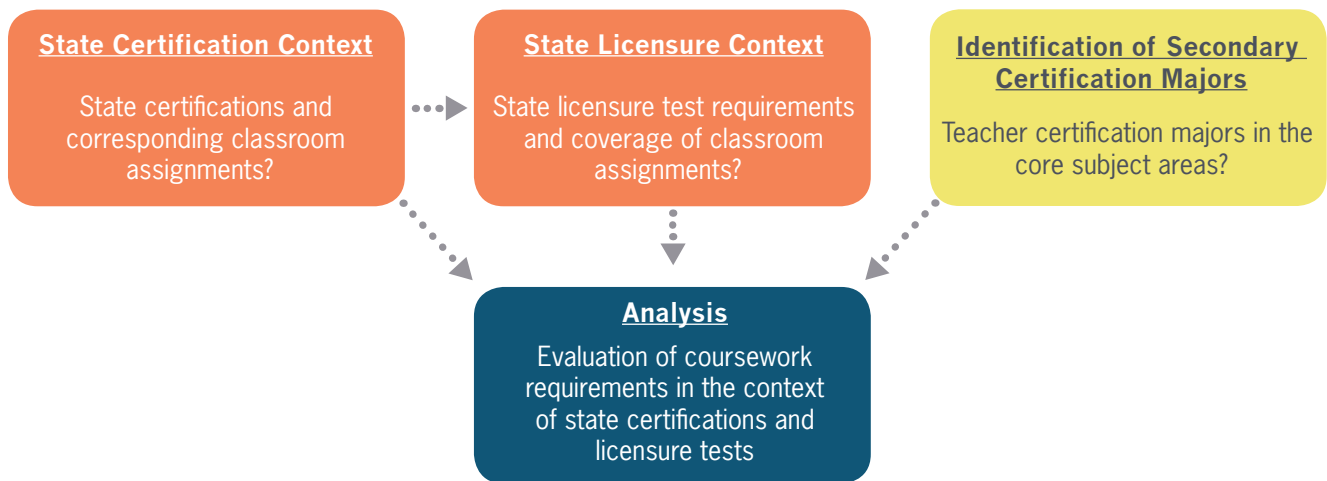 State Certification Context
State certifications and
corresponding classroom
assignments?
State Licensure Context
State licensure test requirements
and coverage of classroom
assignments?
Identification of Secondary
Certification Majors
Teacher certification majors in the
core subject areas?
Analysis
Evaluation of coursework
requirements in the context
of state certifications and
licensure tests